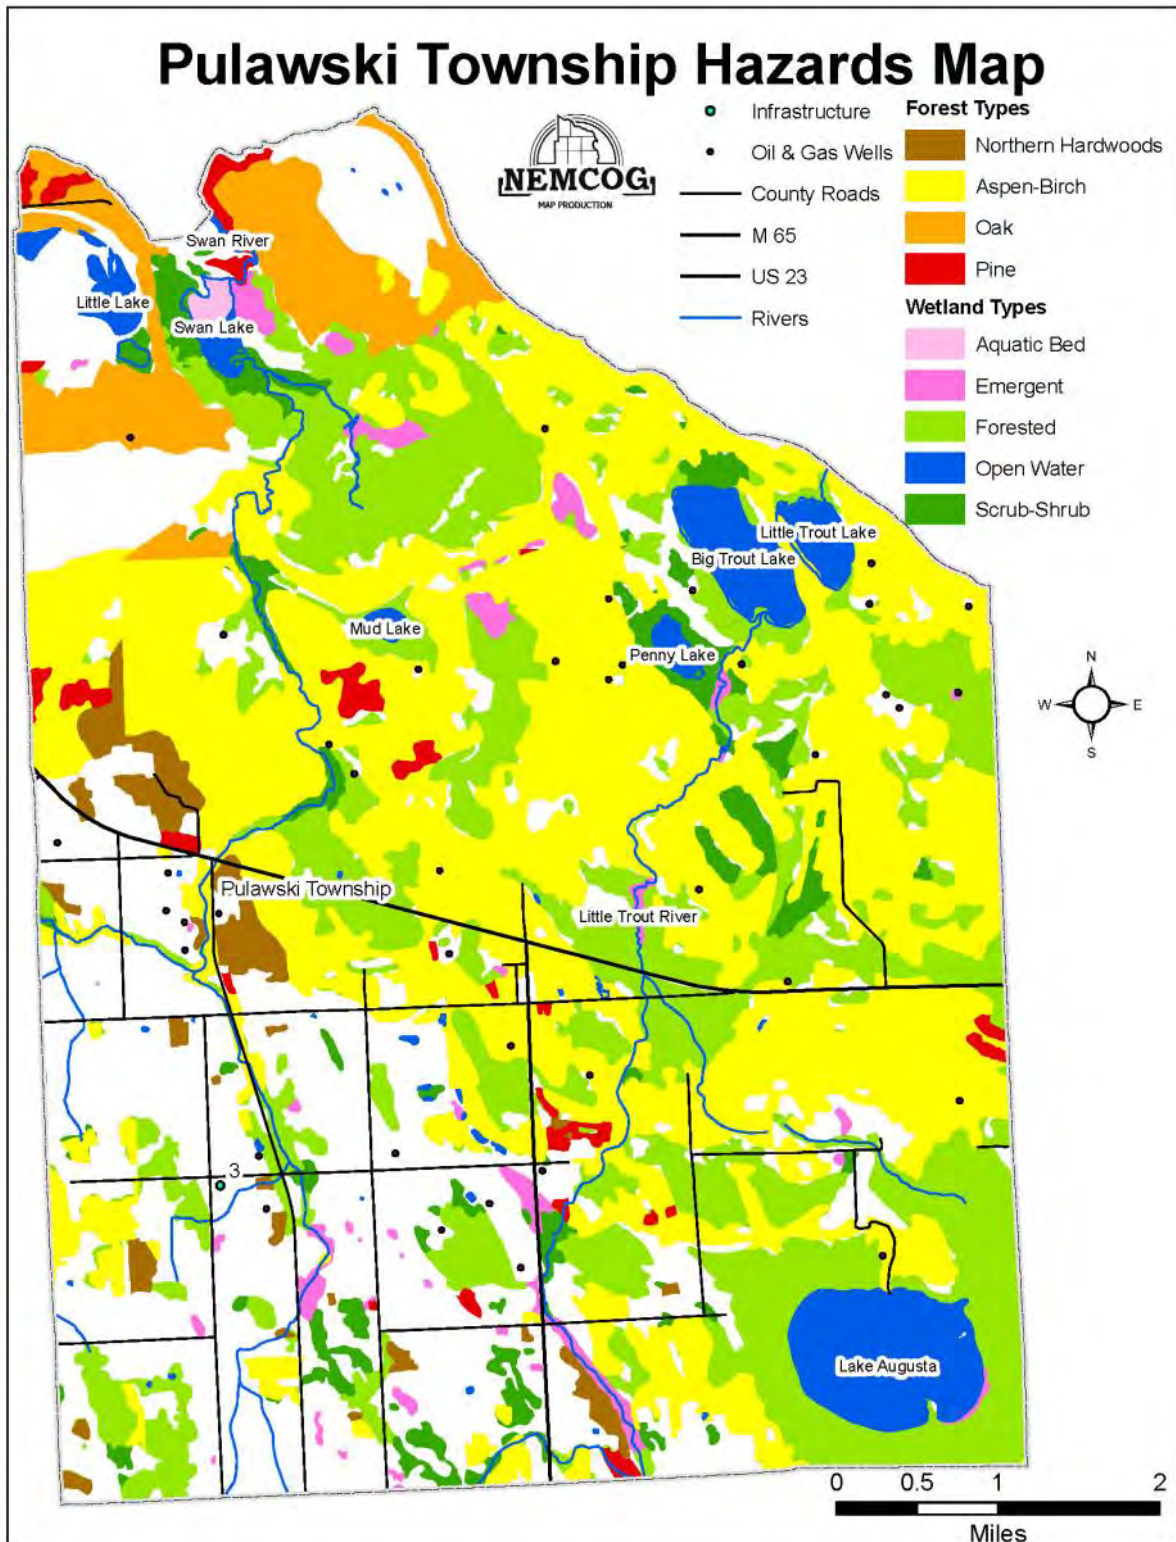 Pulawski Township Hazards Map
NEMCOG
MAP PRODUCTION
Infrastructure
Oil & Gas Wells
County Roads
M 65
US 23
Rivers
Forest Types
Northern Hardwoods
Aspen-Birch
Oak
Pine
Wetland Types
Aquatic Bed
Emergent
Forested
Open Water
Scrub-Shrub
Swan River
Little Lake
Swan Lake
Little Trout Lake
Big Trout Lake
Mud Lake
Penny Lake
N
W E
S
Pulawski Township
Little Trout River
3
Lake Augusta
0 0.5 1 2
Miles